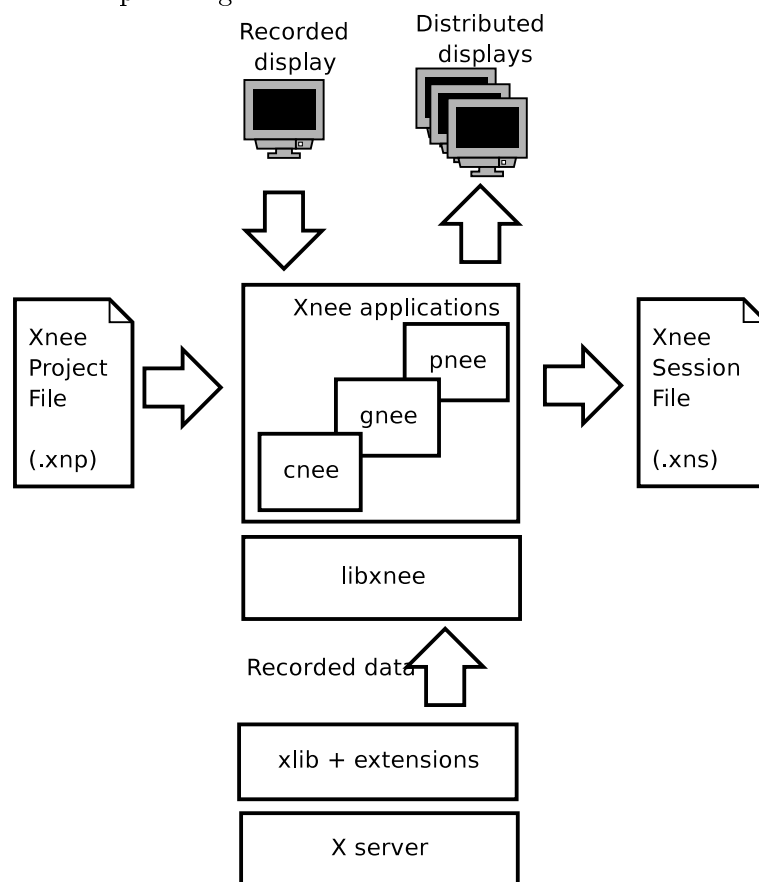 Recorded
display
Distributed
displays
Xnee applications
Xnee
Project
File
(.xnp)
pnee
gnee
cnee
Xnee
Session
File
(.xns)
libxnee
Recorded data
xlib + extensions
X server